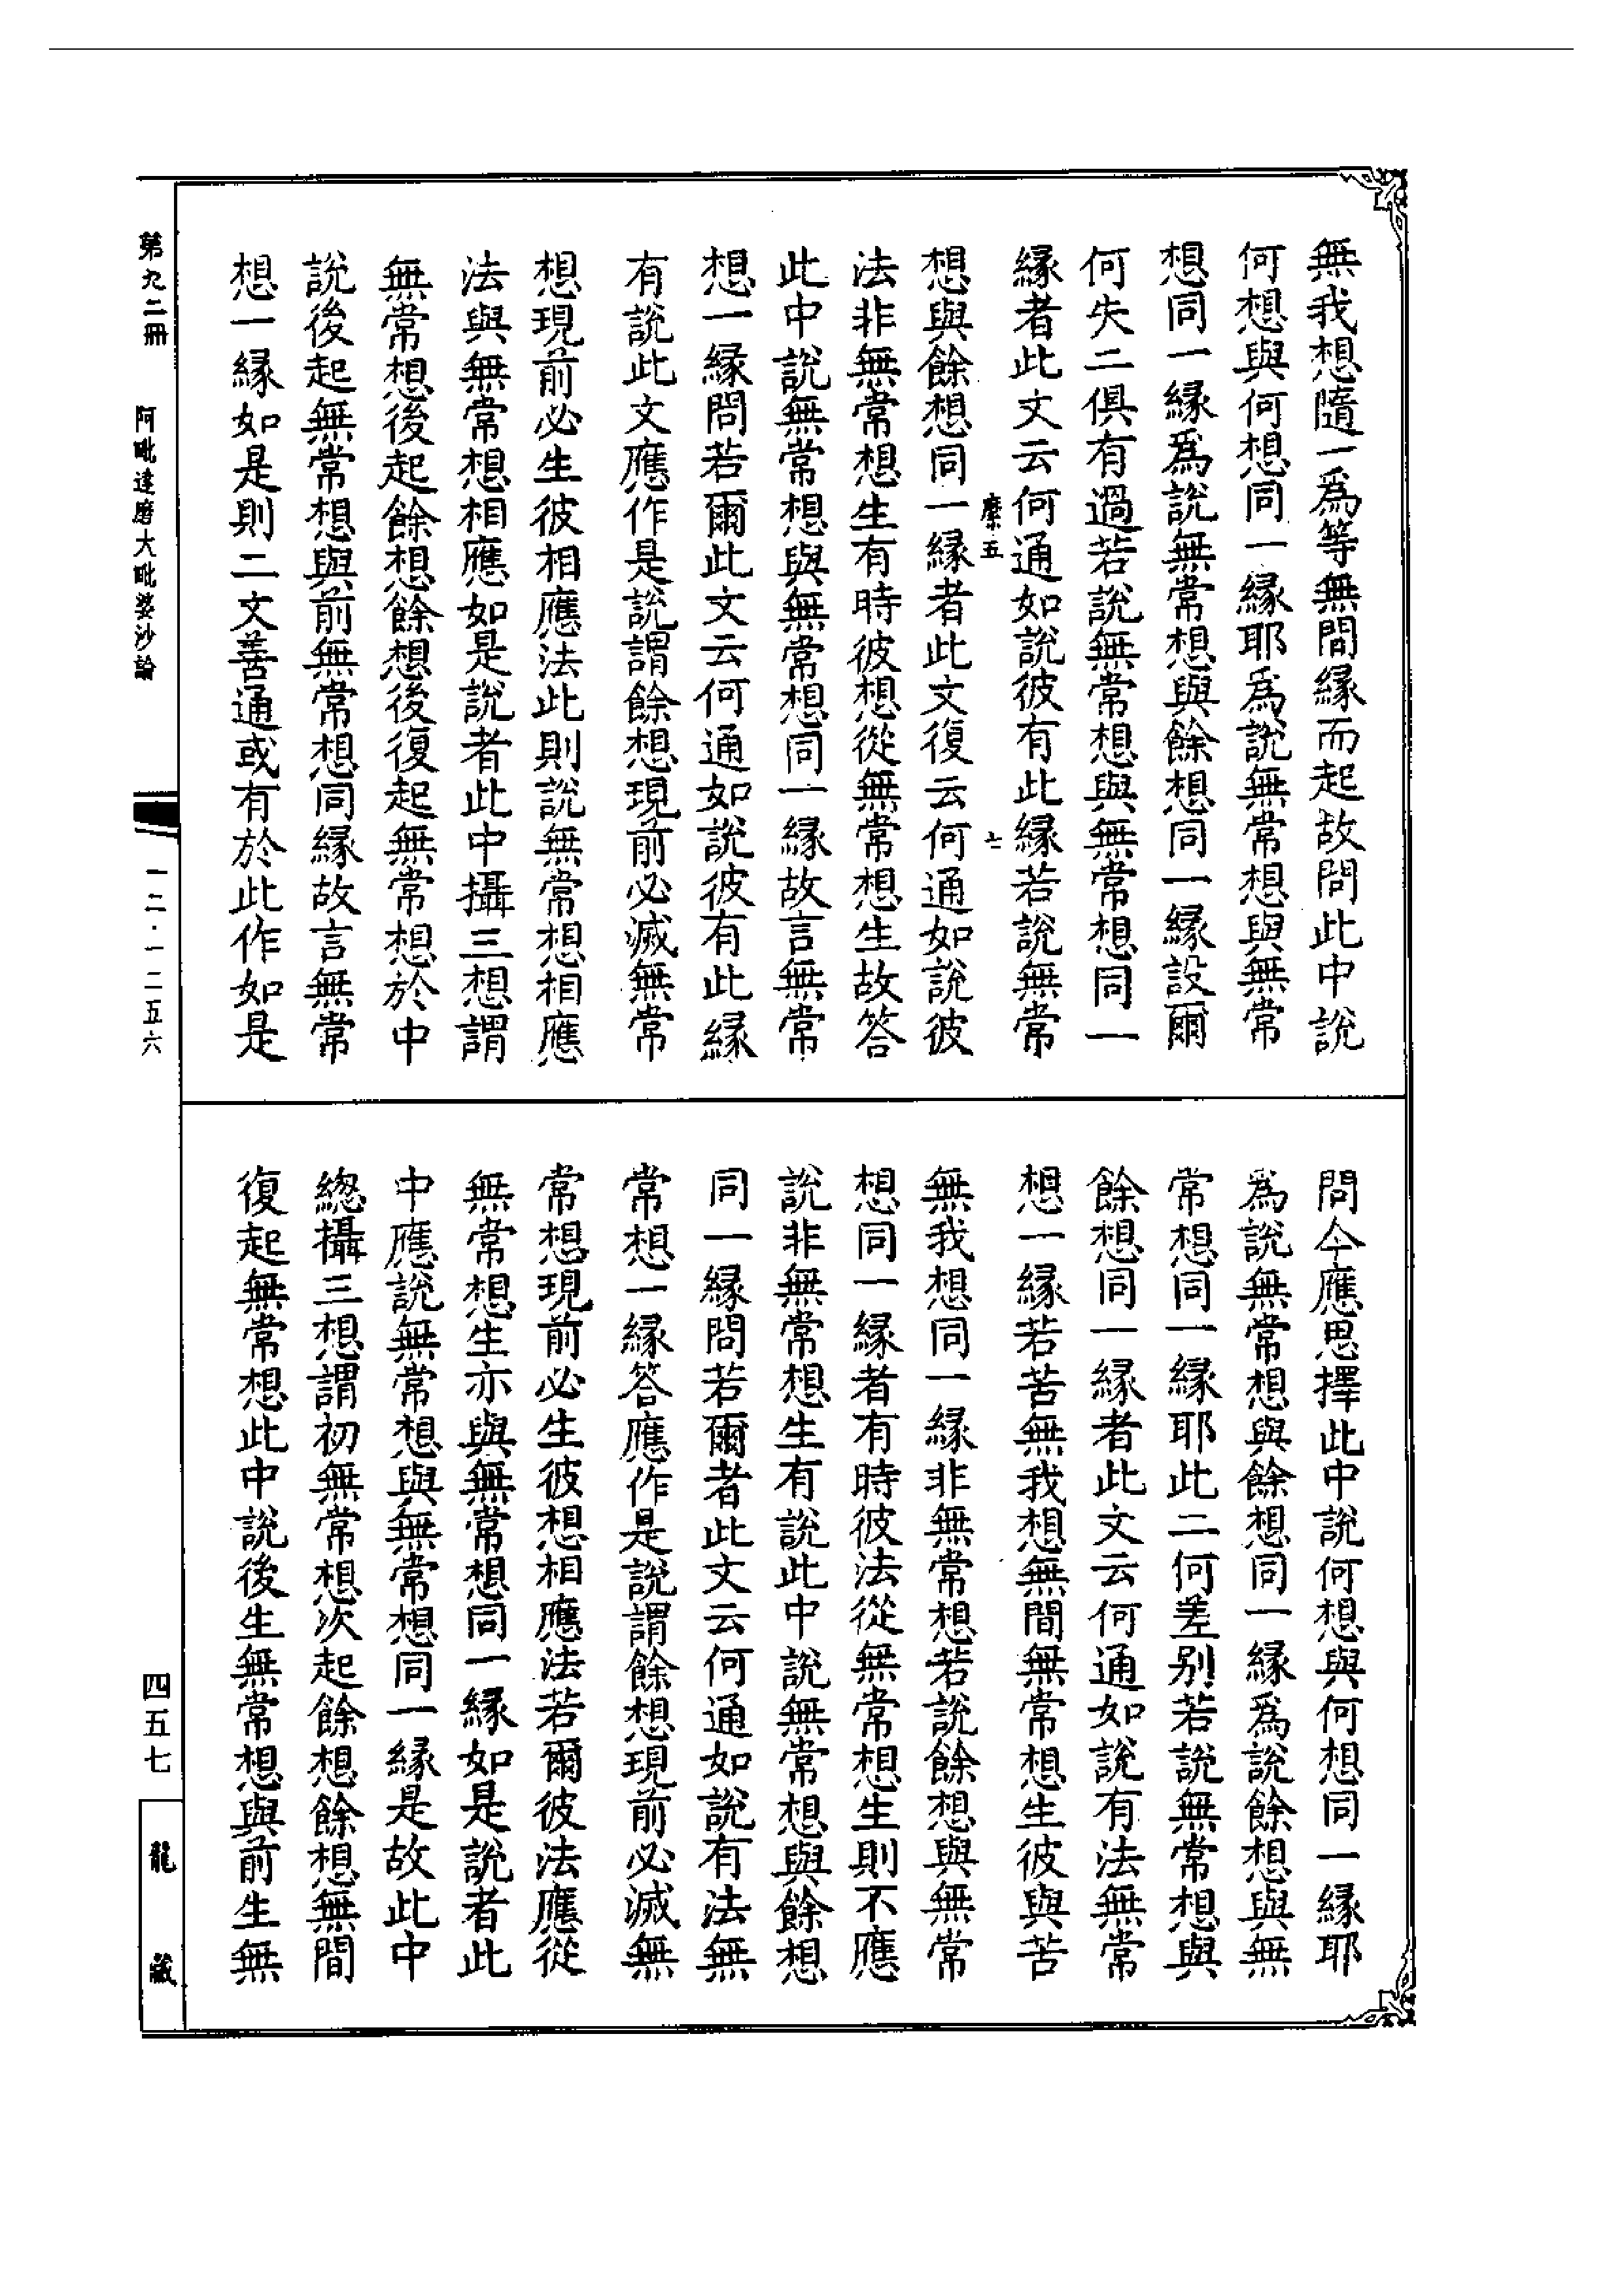 無我想隨一爲等無間緣而起故問此中說
何想與何想同一緣耶爲說無常想與無常
想同一緣爲說無常想與餘想同一緣設爾
何失二俱有過若說無常想與無常想同一
緣者此文云何通如說彼有此緣若說無常
想與餘想同一緣者此文復云何通如說彼
法非無常想生有時彼想從無常想生故答
此中說無常想與無常想同一緣故言無常
想一緣問若爾此文云何通如說彼有此緣
有說此文應作是說謂餘想現前必滅無常
想現前必生彼相應法此則說無常想相應
法與無常想相應如是說者此中攝三想謂
無常想後起餘想餘想後復起無常想於中
說後起無常想與前無常想同緣故言無常
想一緣如是則二文善通或有於此作如是
問今應思擇此中說何想與何想同一緣耶
爲說無常想與餘想同一緣爲說餘想與無
常想同一緣耶此二何差別若說無常想與
餘想同一緣者此文云何通如說有法無常
想一緣若苦無我想無間無常想生彼與苦
無我想同一緣非無常想若說餘想與無常
想同一緣者有時彼法從無常想生則不應
說非無常想生有說此中說無常想與餘想
同一緣問若爾者此文云何通如說有法無
常想一緣答應作是說謂餘想現前必滅無
常想現前必生彼想相應法若爾彼法應從
無常想生亦與無常想同一緣如是說者此
中應說無常想與無常想同一緣是故此中
總攝三想謂初無常想次起餘想餘想無間
復起無常想此中說後生無常想與前生無
第九二冊
阿毗達磨大毗婆沙論
一二·一二五六
四五七
龍藏
五
七